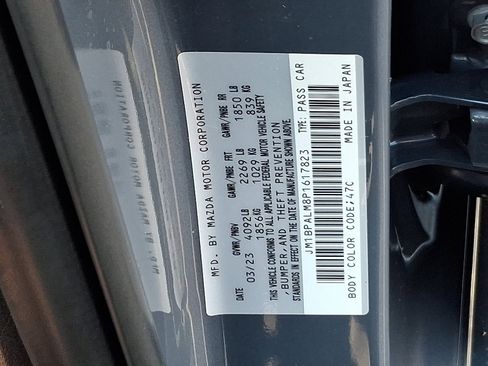 MFD. BY MAZDA MOTOR CORPORATION
DATE GVWR/PNBV GAWR/PNBE FRT GAWR/PNBE RR
03/23 4092LB 2269 LB 1850 LB
1856KG 1029 KG 839 KG
THIS VEHICLE CONFORMS TO ALL APPLICABLE FEDERAL MOTOR VEHICLE SAFETY
,BUMPER,AND THEFT PREVENTION
STANDARDS IN EFFECT ON THE DATE OF MANUFACTURE SHOWN ABOVE.
JM1BPALM8P1617823 TYPE: PASS CAR
BODY COLOR CODE:47C MADE IN JAPAN